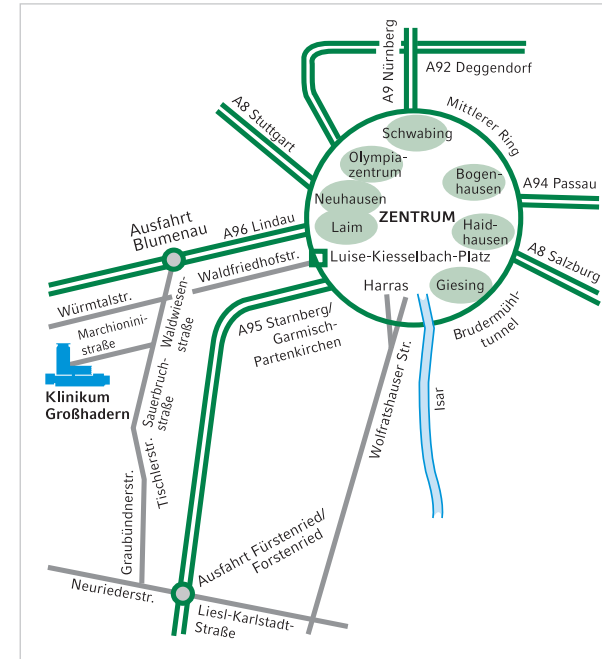 A9 Nürnberg
A92 Deggendorf
A8 Stuttgart
Mittlerer Ring
Schwabing
Olympia-
zentrum
Bogen-
hausen
A94 Passau
Neuhausen
ZENTRUM
Laim
Haid-
hausen
Ausfahrt
Blumenau
A96 Lindau
A8 Salzburg
Luise-Kiesselbach-Platz
Waldfriedhofstr.
Harras
Giesing
Würmtalstr.
Brudermühl-
tunnel
Marchionini-
straße
Waldwiesen-
straße
A95 Starnberg/
Garmisch-
Partenkirchen
Klinikum
Großhadern
Sauerbruch-
straße
Wolfratshauser Str.
Isar
Tischlerstr.
Graubündnerstr.
Ausfahrt Fürstenried/
Forstenried
Neuriederstr.
Liesl-Karlstadt-
Straße